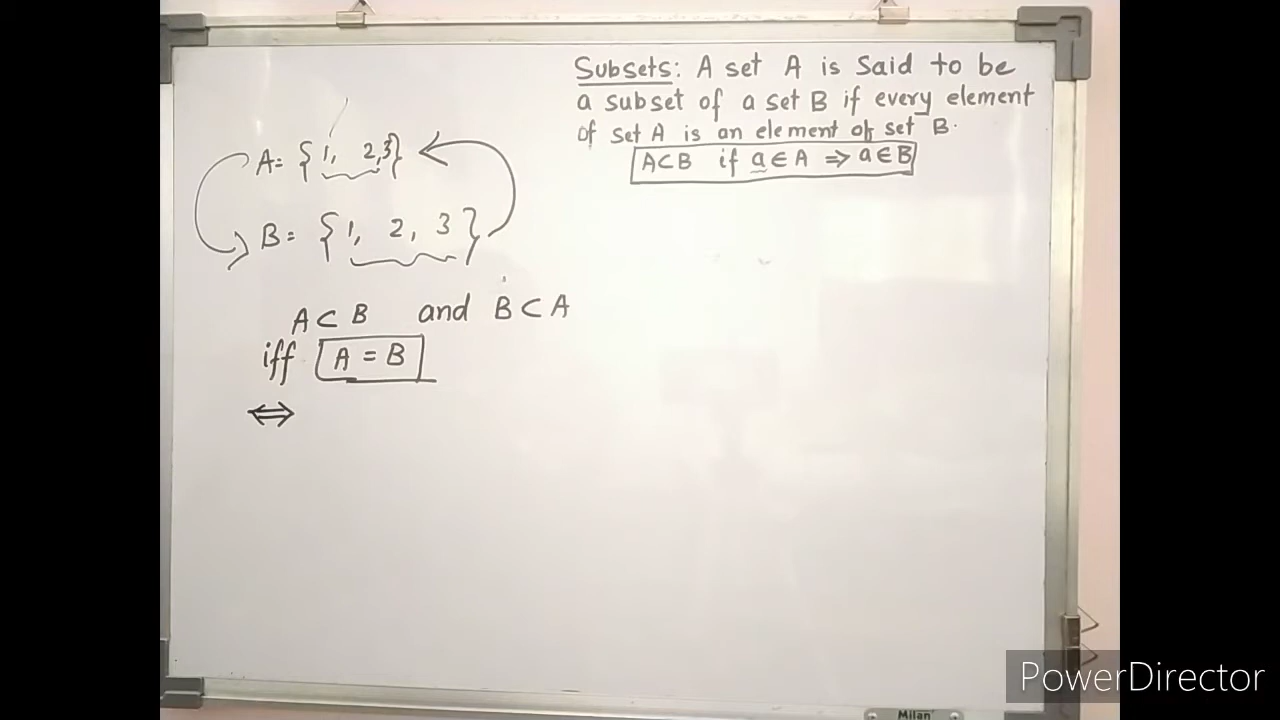 Subsets: A set A is said to be
a subset of a set B if every element
of set A is an element of set B.
A⊂B if a∈A ⇒ a∈B
A= {1, 2,3}
B= {1, 2, 3}
A⊂B and B⊂A
iff A = B
⇔
Milan
PowerDirector